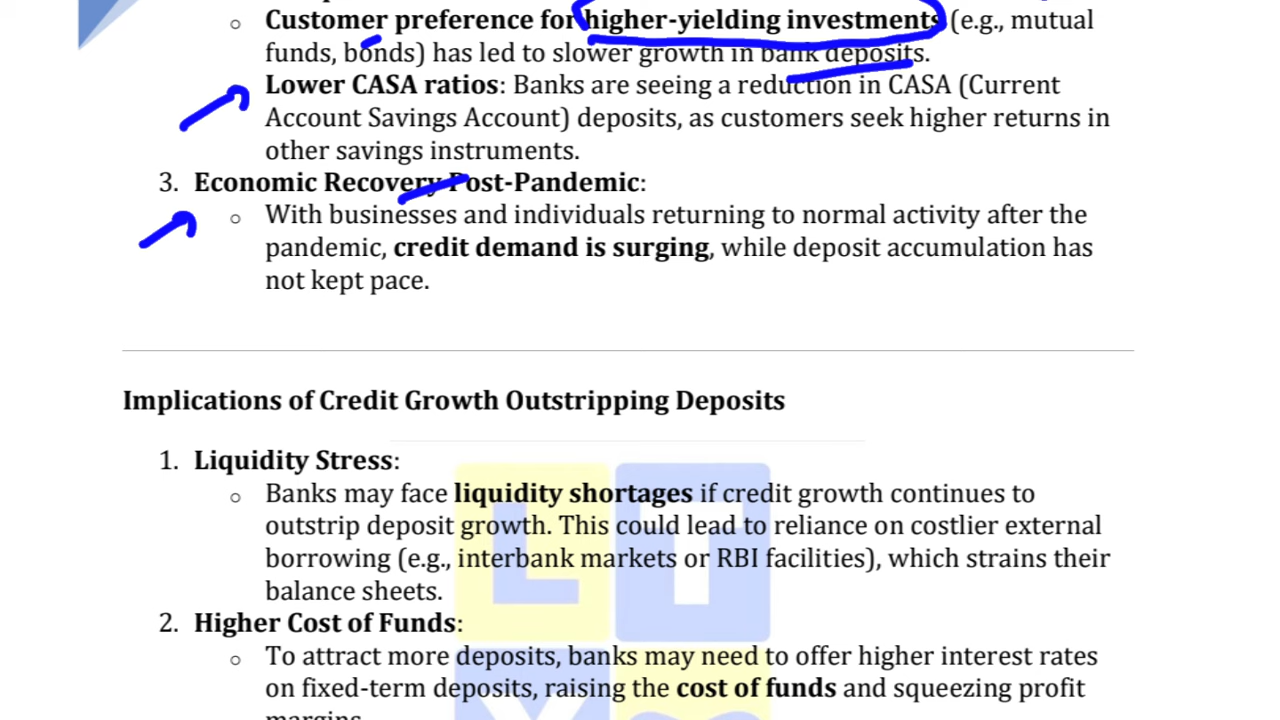 ○ Customer preference for higher-yielding investments (e.g., mutual
funds, bonds) has led to slower growth in bank deposits.
Lower CASA ratios: Banks are seeing a reduction in CASA (Current
Account Savings Account) deposits, as customers seek higher returns in
other savings instruments.
3. Economic Recovery Post-Pandemic:
○ With businesses and individuals returning to normal activity after the
pandemic, credit demand is surging, while deposit accumulation has
not kept pace.
Implications of Credit Growth Outstripping Deposits
1. Liquidity Stress:
○ Banks may face liquidity shortages if credit growth continues to
outstrip deposit growth. This could lead to reliance on costlier external
borrowing (e.g., interbank markets or RBI facilities), which strains their
balance sheets.
2. Higher Cost of Funds:
○ To attract more deposits, banks may need to offer higher interest rates
on fixed-term deposits, raising the cost of funds and squeezing profit
margins.
L T